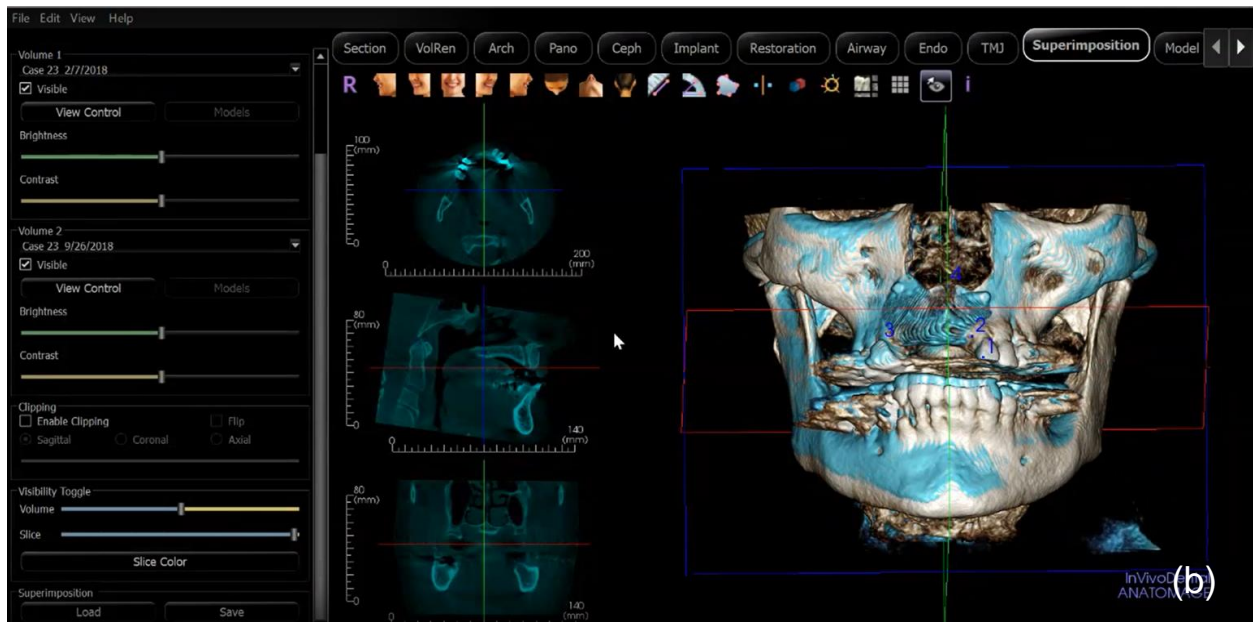 File Edit View Help
Volume 1
Case 23 2/7/2018
Visible
View Control Models
Brightness
Contrast
Volume 2
Case 23 9/26/2018
Visible
View Control Models
Brightness
Contrast
Clipping
Enable Clipping Flip
Sagittal Coronal Axial
Visibility Toggle
Volume
Slice
Slice Color
Superimposition
Load Save
Section VolRen Arch Pano Ceph Implant Restoration Airway Endo TMJ Superimposition Model
R i
100
(mm)
0
0 200
(mm)
80
(mm)
0
0 140
(mm)
80
(mm)
0
0 140
(mm)
4
3 2
1
InVivoDental
ANATOMAGE
(b)